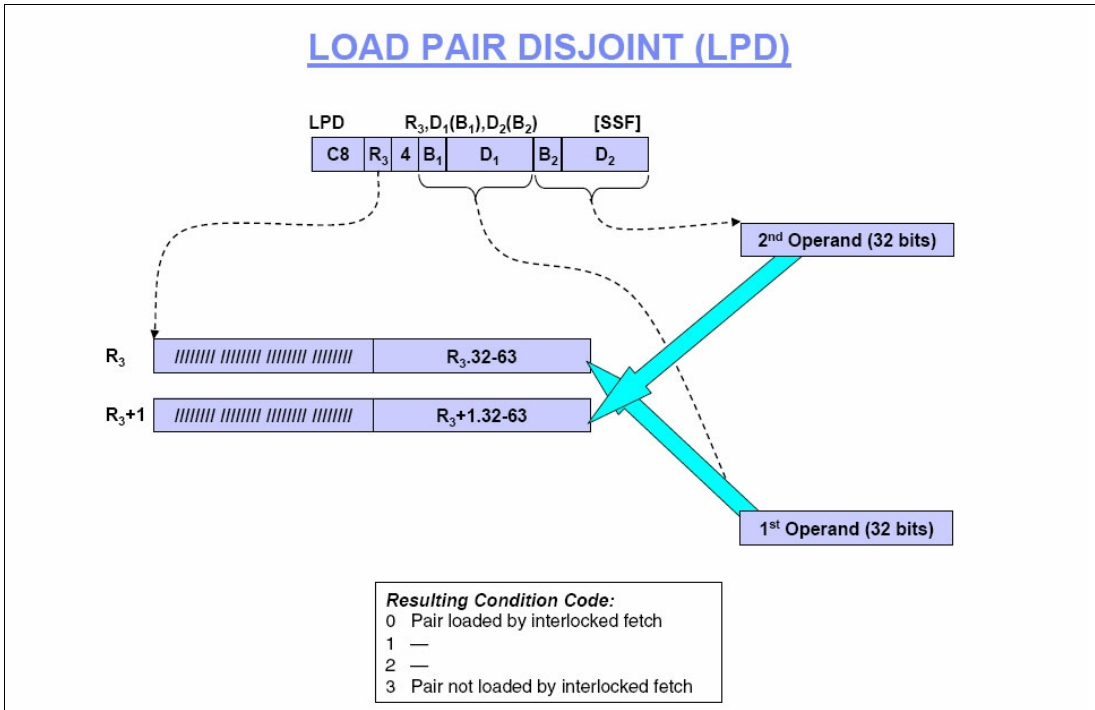 LOAD PAIR DISJOINT (LPD)
LPD R₃,D₁(B₁),D₂(B₂) [SSF]
C8 R₃ 4 B₁ D₁ B₂ D₂
2nd Operand (32 bits)
R₃ //////// //////// //////// //////// R₃.32-63
R₃+1 //////// //////// //////// //////// R₃+1.32-63
1st Operand (32 bits)
Resulting Condition Code:
0 Pair loaded by interlocked fetch
1 —
2 —
3 Pair not loaded by interlocked fetch